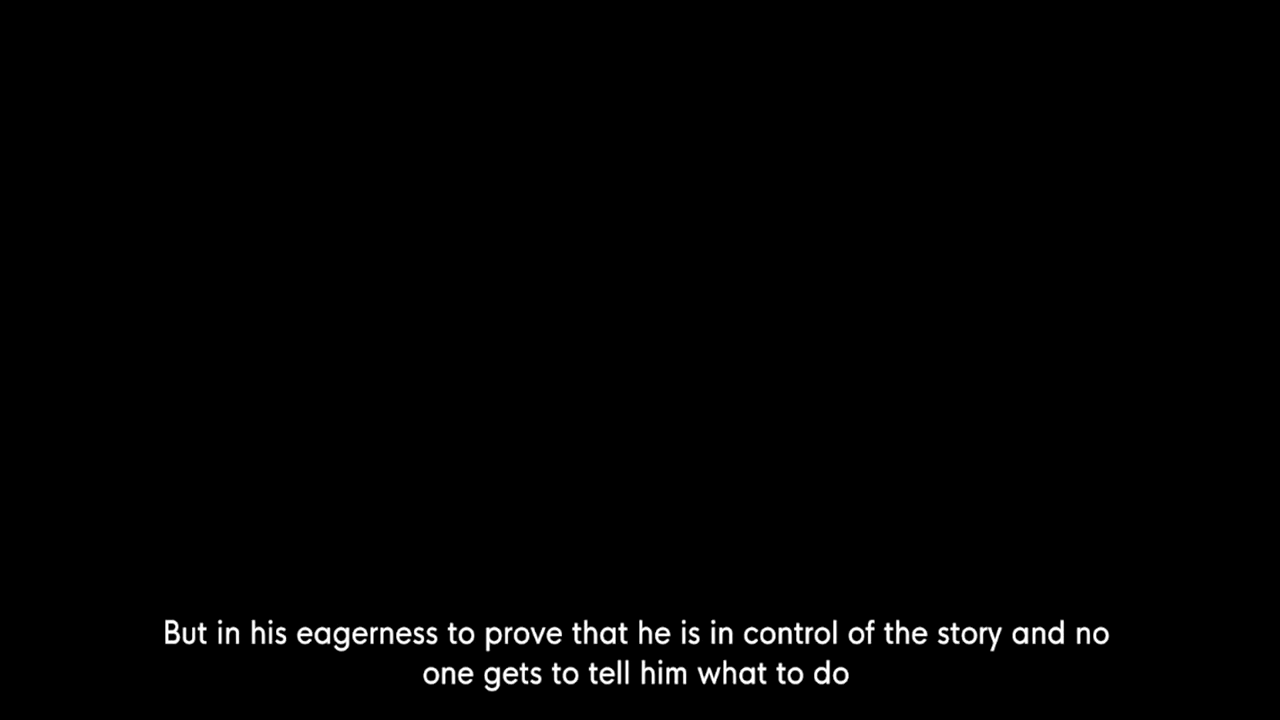 But in his eagerness to prove that he is in control of the story and no
one gets to tell him what to do